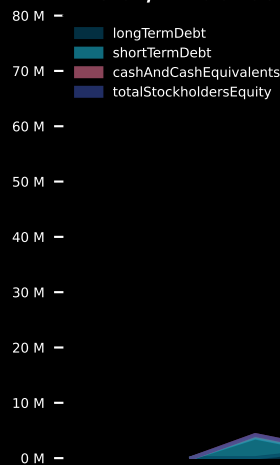 80 M
longTermDebt
shortTermDebt
70 M
cashAndCashEquivalents
totalStockholdersEquity
60 M
50 M
40 M
30 M
20 M
10 M
0 M